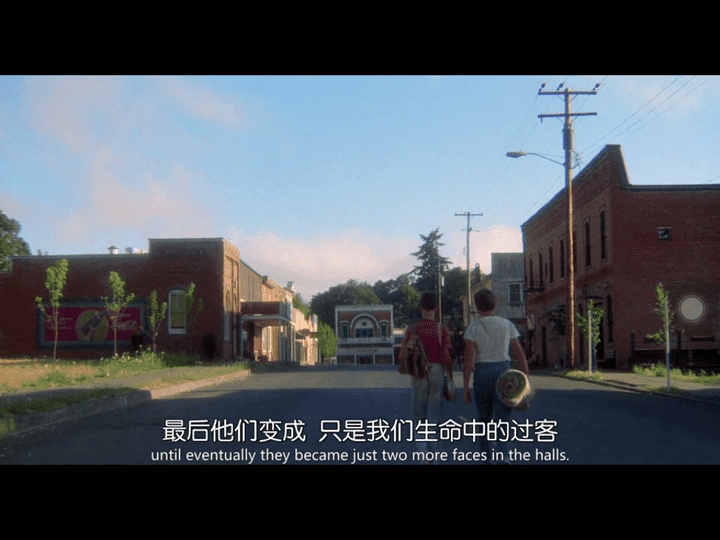 最后他们变成 只是我们生命中的过客
until eventually they became just two more faces in the halls.